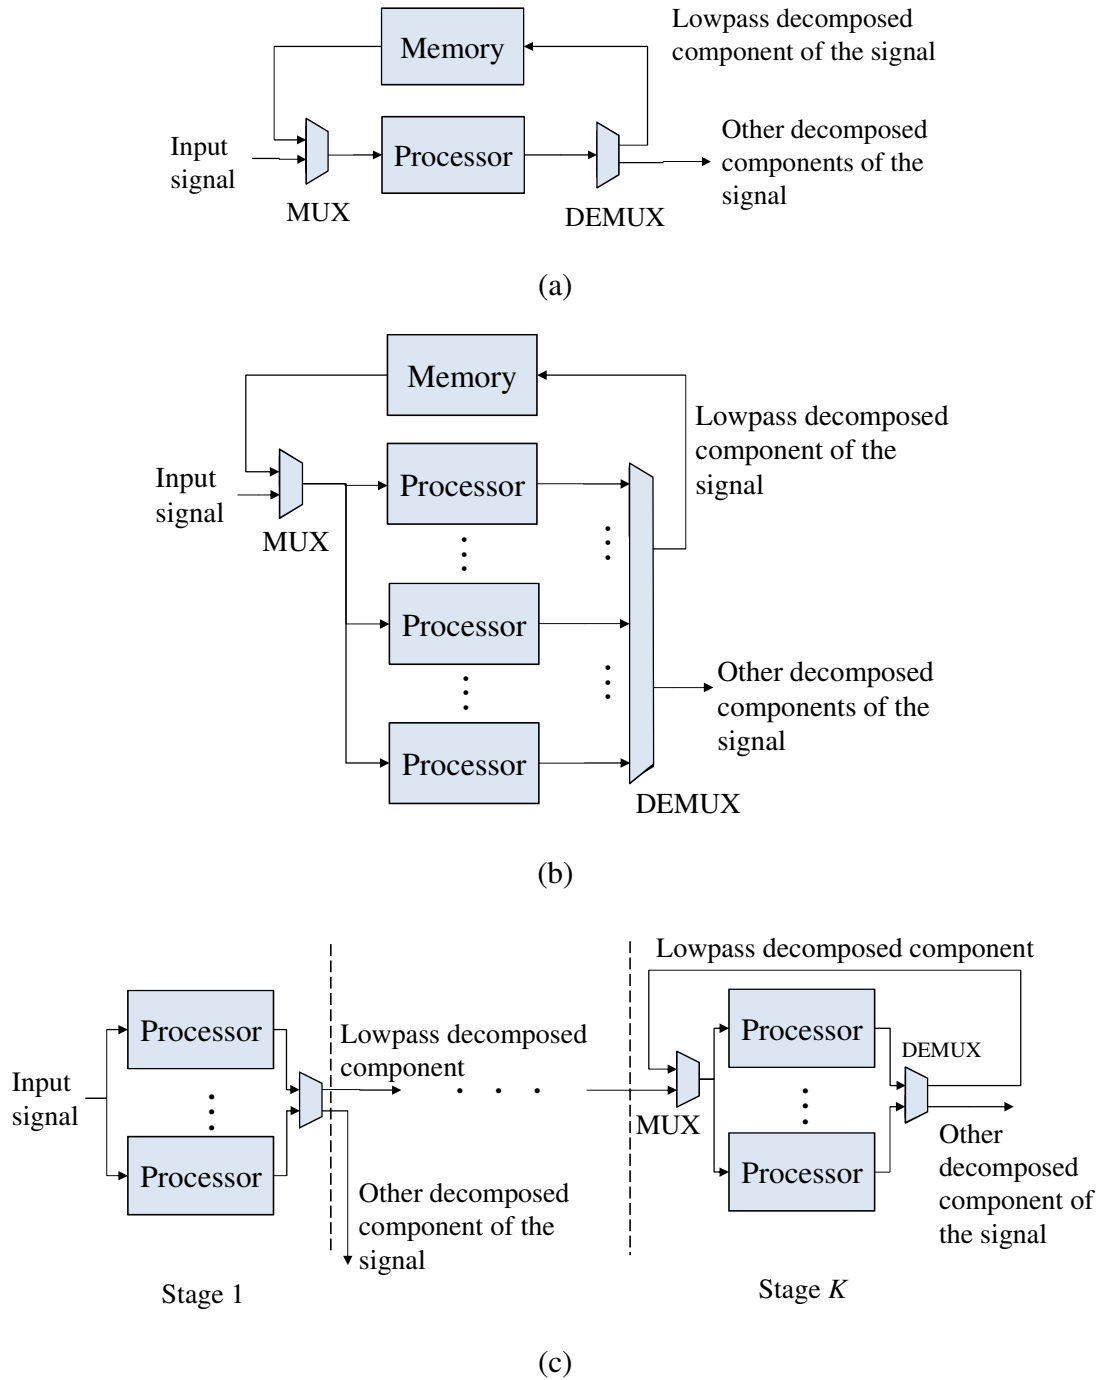 Lowpass decomposed
component of the signal
Memory
Other decomposed
components of the
signal
Input
signal
Processor
MUX
DEMUX
(a)
Memory
Lowpass decomposed
component of the
signal
Input
signal
Processor
MUX
Processor
Other decomposed
components of the
signal
Processor
DEMUX
(b)
Lowpass decomposed component
Processor
Processor
Lowpass decomposed
component
DEMUX
Input
signal
MUX
Processor
Processor
Other
decomposed
component of
the signal
Other decomposed
component of the
signal
Stage 1
Stage K
(c)